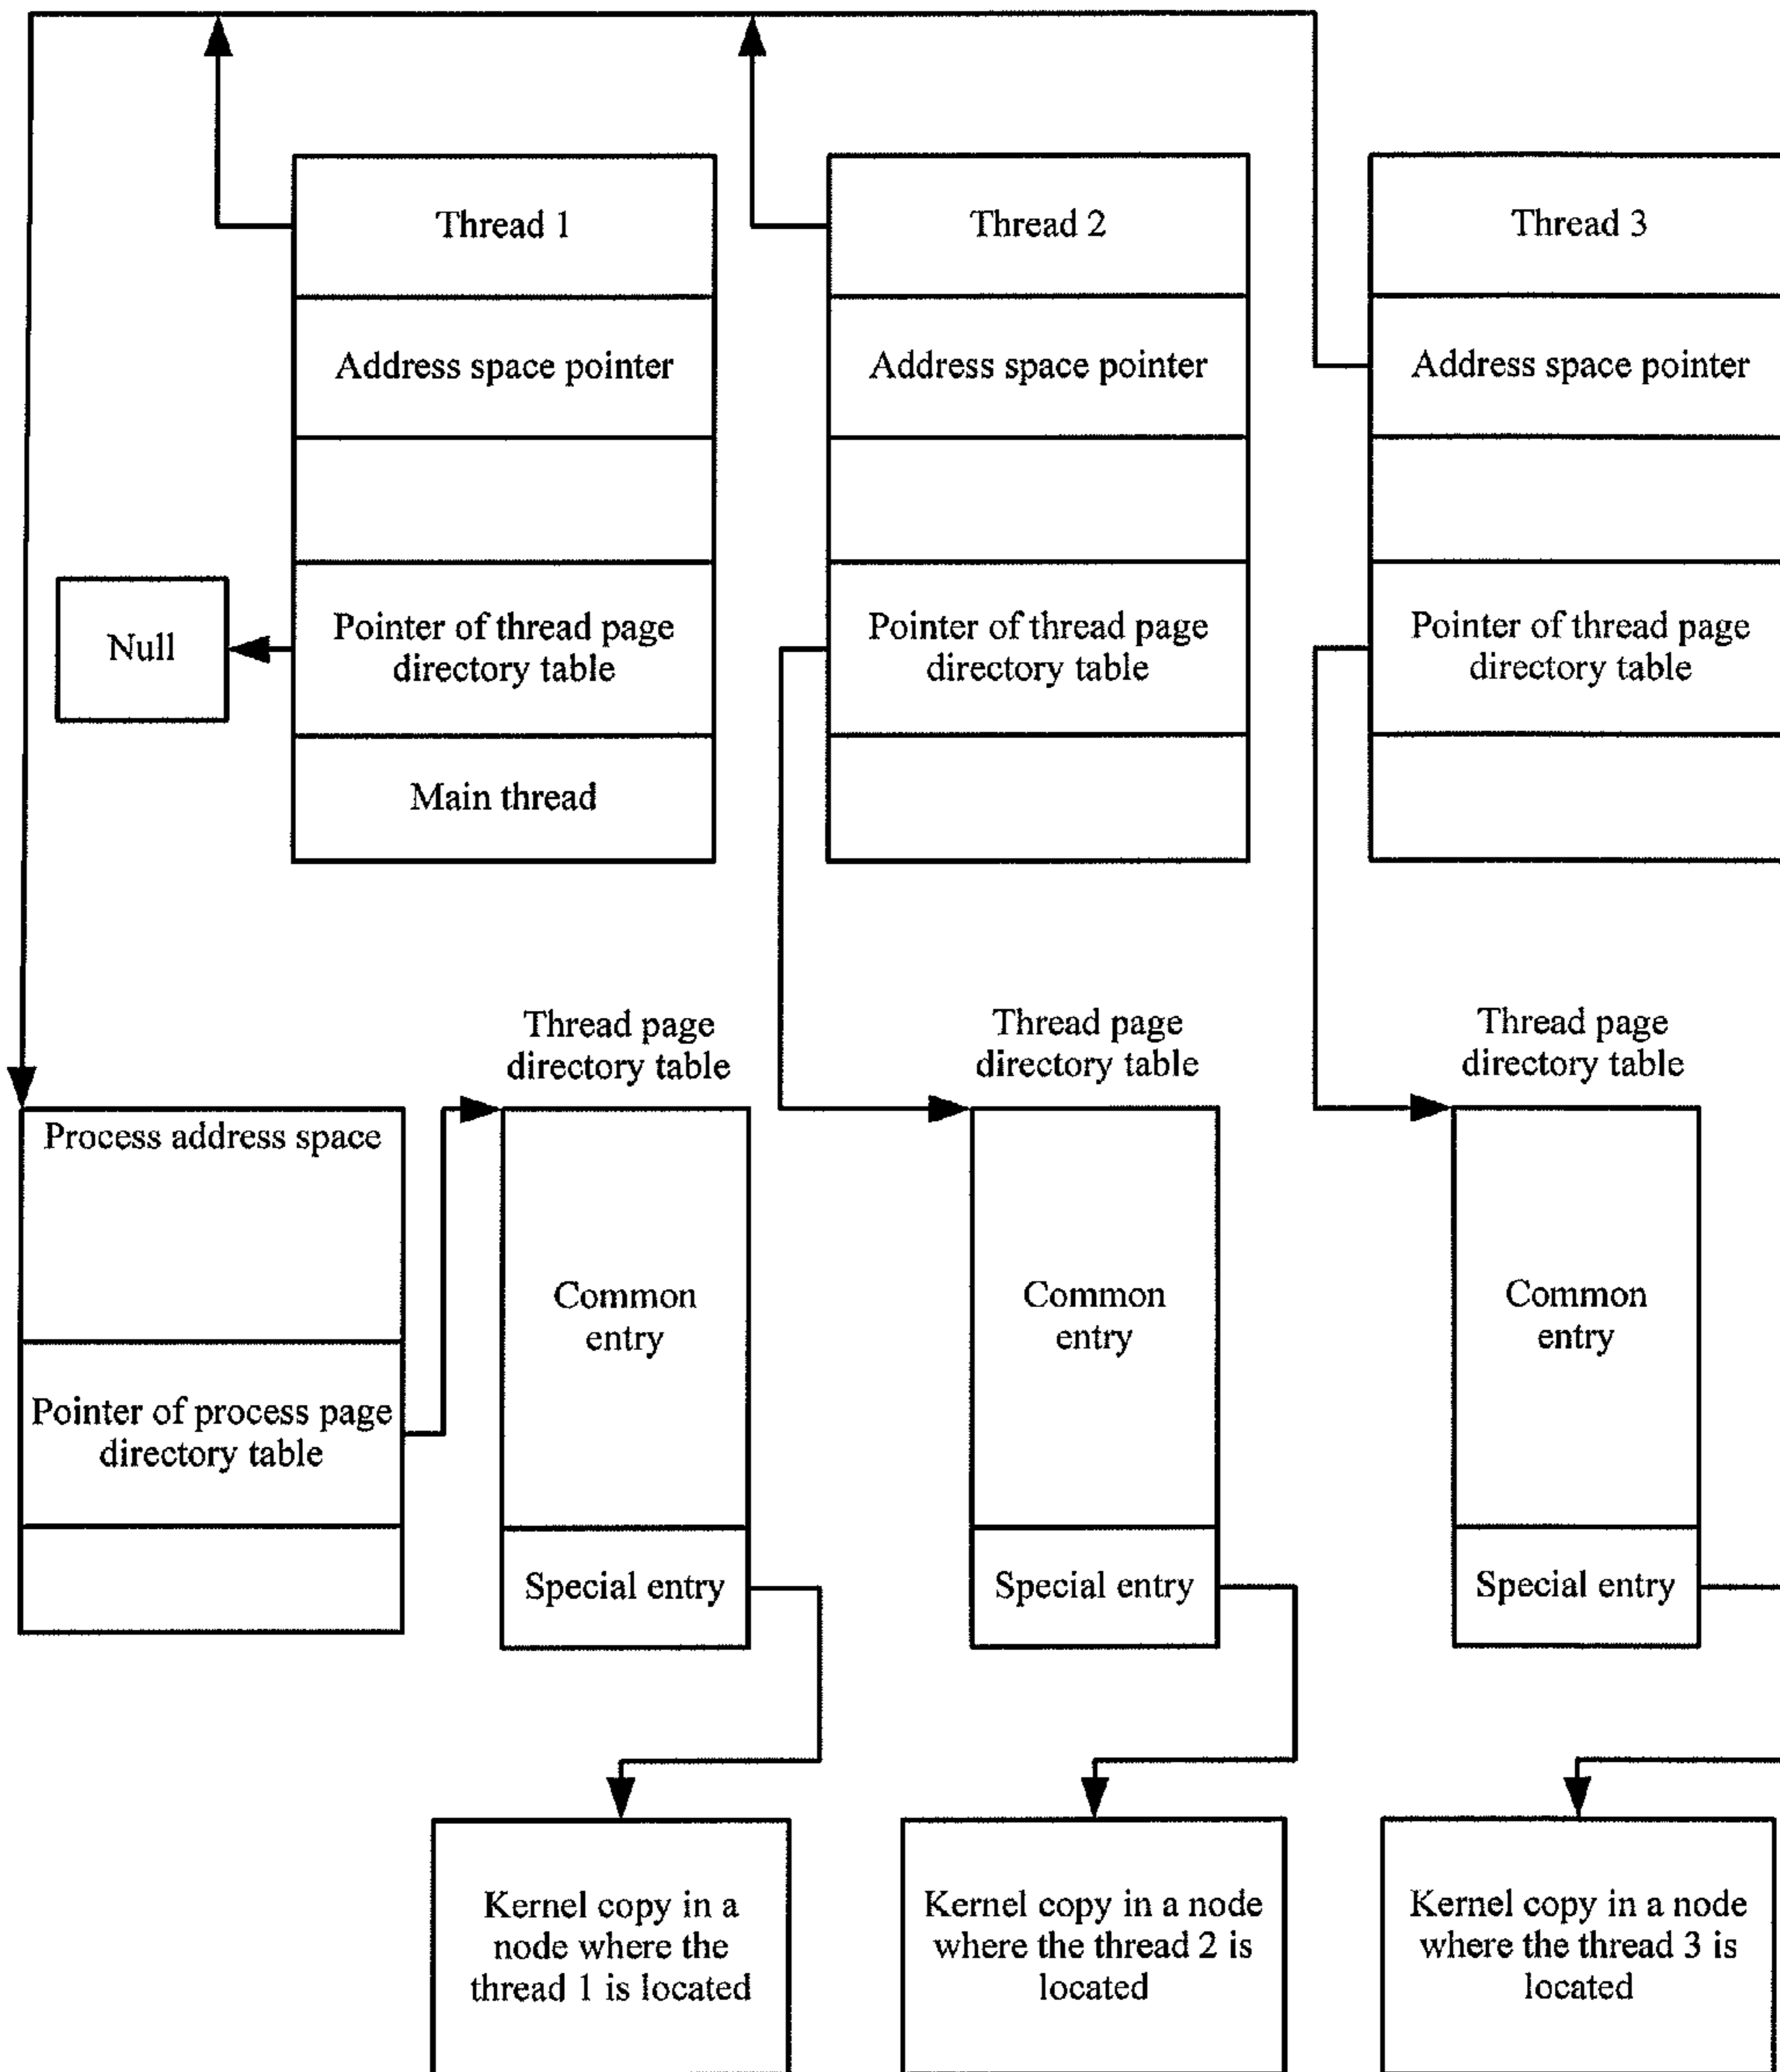 Thread 1
Address space pointer
Pointer of thread page
directory table
Main thread
Null
Thread 2
Address space pointer
Pointer of thread page
directory table
Thread 3
Address space pointer
Pointer of thread page
directory table
Process address space
Pointer of process page
directory table
Thread page
directory table
Common
entry
Special entry
Thread page
directory table
Common
entry
Special entry
Thread page
directory table
Common
entry
Special entry
Kernel copy in a
node where the
thread 1 is located
Kernel copy in a node
where the thread 2 is
located
Kernel copy in a node
where the thread 3 is
located